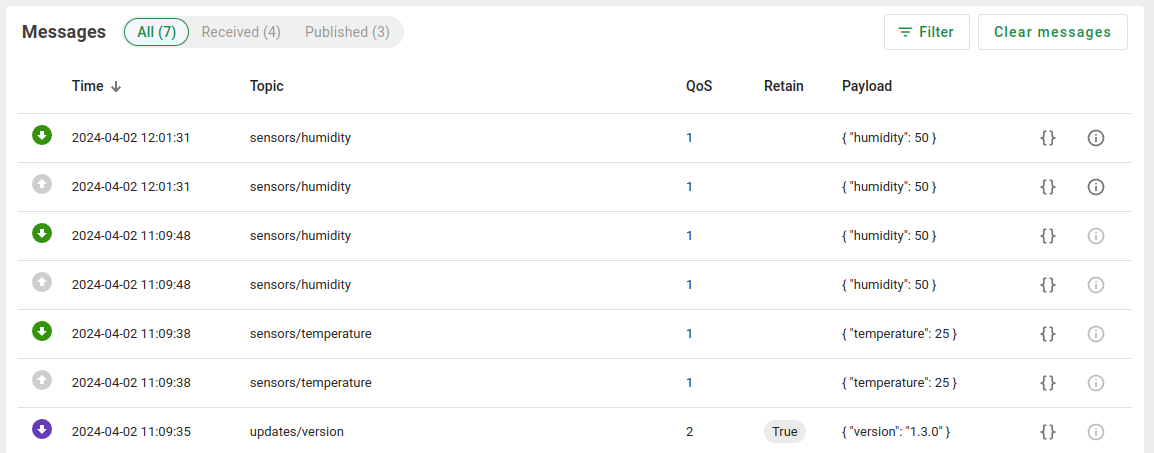 Messages All (7) Received (4) Published (3) Filter Clear messages
Time Topic QoS Retain Payload
2024-04-02 12:01:31 sensors/humidity 1 { "humidity": 50 } {}
2024-04-02 12:01:31 sensors/humidity 1 { "humidity": 50 } {}
2024-04-02 11:09:48 sensors/humidity 1 { "humidity": 50 } {}
2024-04-02 11:09:48 sensors/humidity 1 { "humidity": 50 } {}
2024-04-02 11:09:38 sensors/temperature 1 { "temperature": 25 } {}
2024-04-02 11:09:38 sensors/temperature 1 { "temperature": 25 } {}
2024-04-02 11:09:35 updates/version 2 True { "version": "1.3.0" } {}